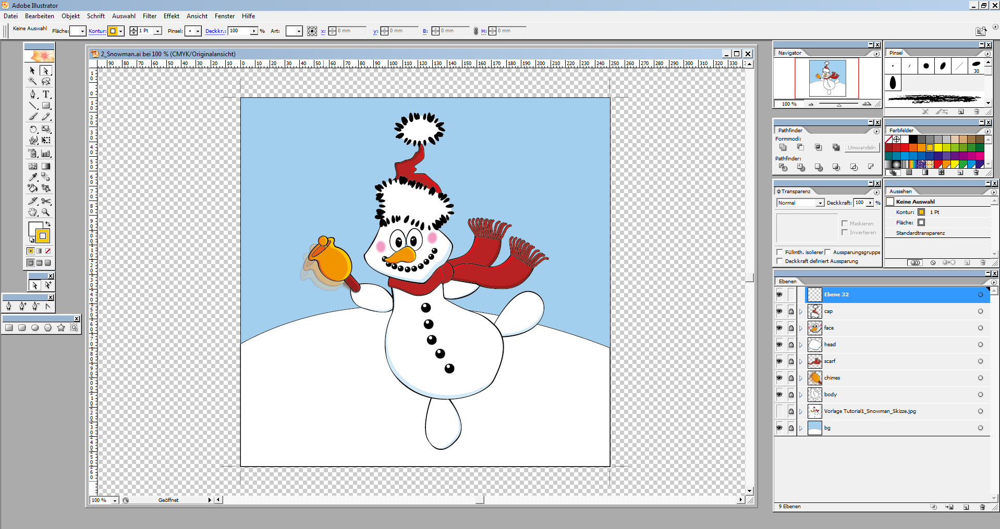 Adobe Illustrator
Datei Bearbeiten Objekt Schrift Auswahl Filter Effekt Ansicht Fenster Hilfe
Keine Auswahl Fläche: Kontur: 1 Pt Pinsel: Deckkr.: 100 % Art: x: 0 mm y: 0 mm B: 0 mm H: 0 mm
2_Snowman.ai bei 100 % (CMYK/Originalansicht)
90 80 70 60 50 40 30 20 10 0 10 20 30 40 50 60 70 80 90 100 110 120 130 140 150 160 170 180 190 200 210 220 230 240 250 260 270 280 290 300 310 320 330
Navigator
100 %
Pinsel
30
Pathfinder
Formmodi:
Umwandeln
Pathfinder:
Farbfelder
Transparenz
Normal Deckkraft: 100 %
Maskieren
Invertieren
Füllmth. isolierer Aussparungsgruppe
Deckkraft definiert Aussparung
Aussehen
Keine Auswahl
Kontur: 1 Pt
Fläche:
Standardtransparenz
Ebenen
Ebene 32
cap
face
head
scarf
chimes
body
Vorlage Tutorial1_Snowman_Skizze.jpg
bg
9 Ebenen
100 % Geöffnet